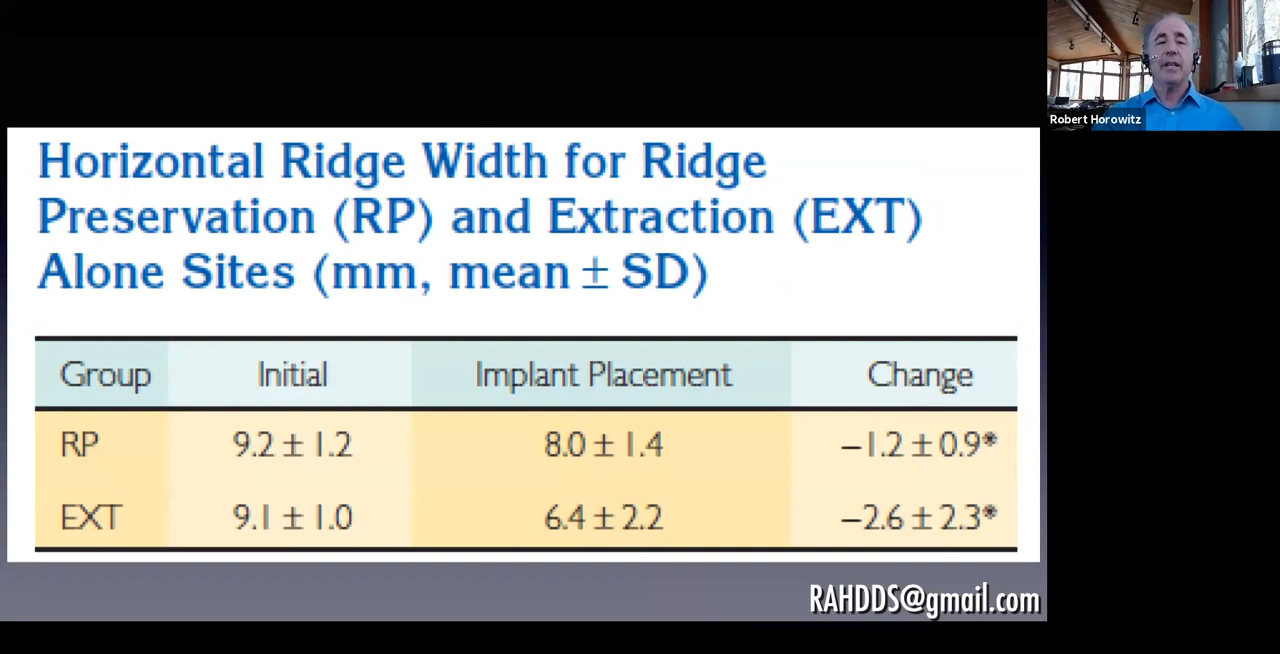 Horizontal Ridge Width for Ridge
Preservation (RP) and Extraction (EXT)
Alone Sites (mm, mean ± SD)
Group Initial Implant Placement Change
RP 9.2 ± 1.2 8.0 ± 1.4 −1.2 ± 0.9*
EXT 9.1 ± 1.0 6.4 ± 2.2 −2.6 ± 2.3*
RAHDDS@gmail.com
Robert Horowitz